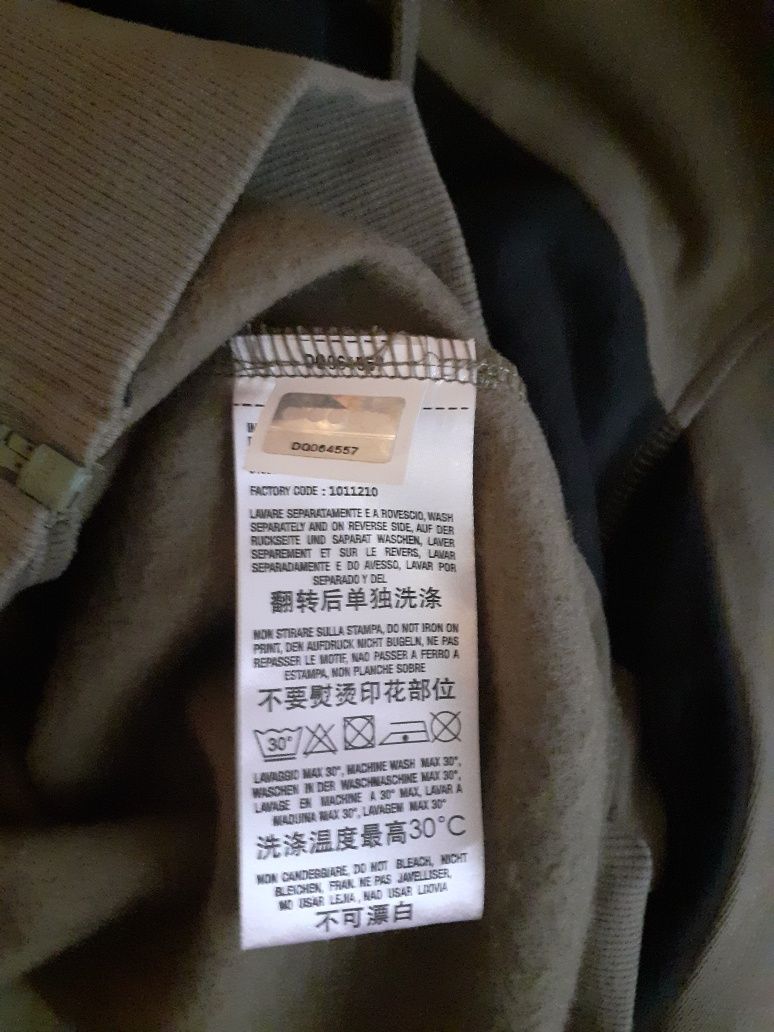 DQ064557
FACTORY CODE : 1011210
LAVARE SEPARATAMENTE E A ROVESCIO, WASH
SEPARATELY AND ON REVERSE SIDE, AUF DER
RUCKSEITE UND SAPARAT WASCHEN, LAVER
SEPAREMENT ET SUR LE REVERS, LAVAR
SEPARADAMENTE E DO AVESSO, LAVAR POR
SEPARADO Y DEL
翻转后单独洗涤
NON STIRARE SULLA STAMPA, DO NOT IRON ON
PRINT, DEN AUFDRUCK NICHT BUGELN, NE PAS
REPASSER LE MOTIF, NAO PASSER A FERRO A
ESTAMPA, NON PLANCHE SOBRE
不要熨烫印花部位
30°
LAVAGGIO MAX 30°, MACHINE WASH MAX 30°,
WASCHEN IN DER WASCHMASCHINE MAX 30°,
LAVAGE EN MACHINE A 30° MAX, LAVAR A
MAQUINA MAX 30°, LAVAGEM MAX 30°
洗涤温度最高30°C
NON CANDEGGIARE, DO NOT BLEACH, NICHT
BLEICHEN, FRAN. NE PAS JAVELLISER,
NO USAR LEJIA, NAO USAR LIXIVIA
不可漂白